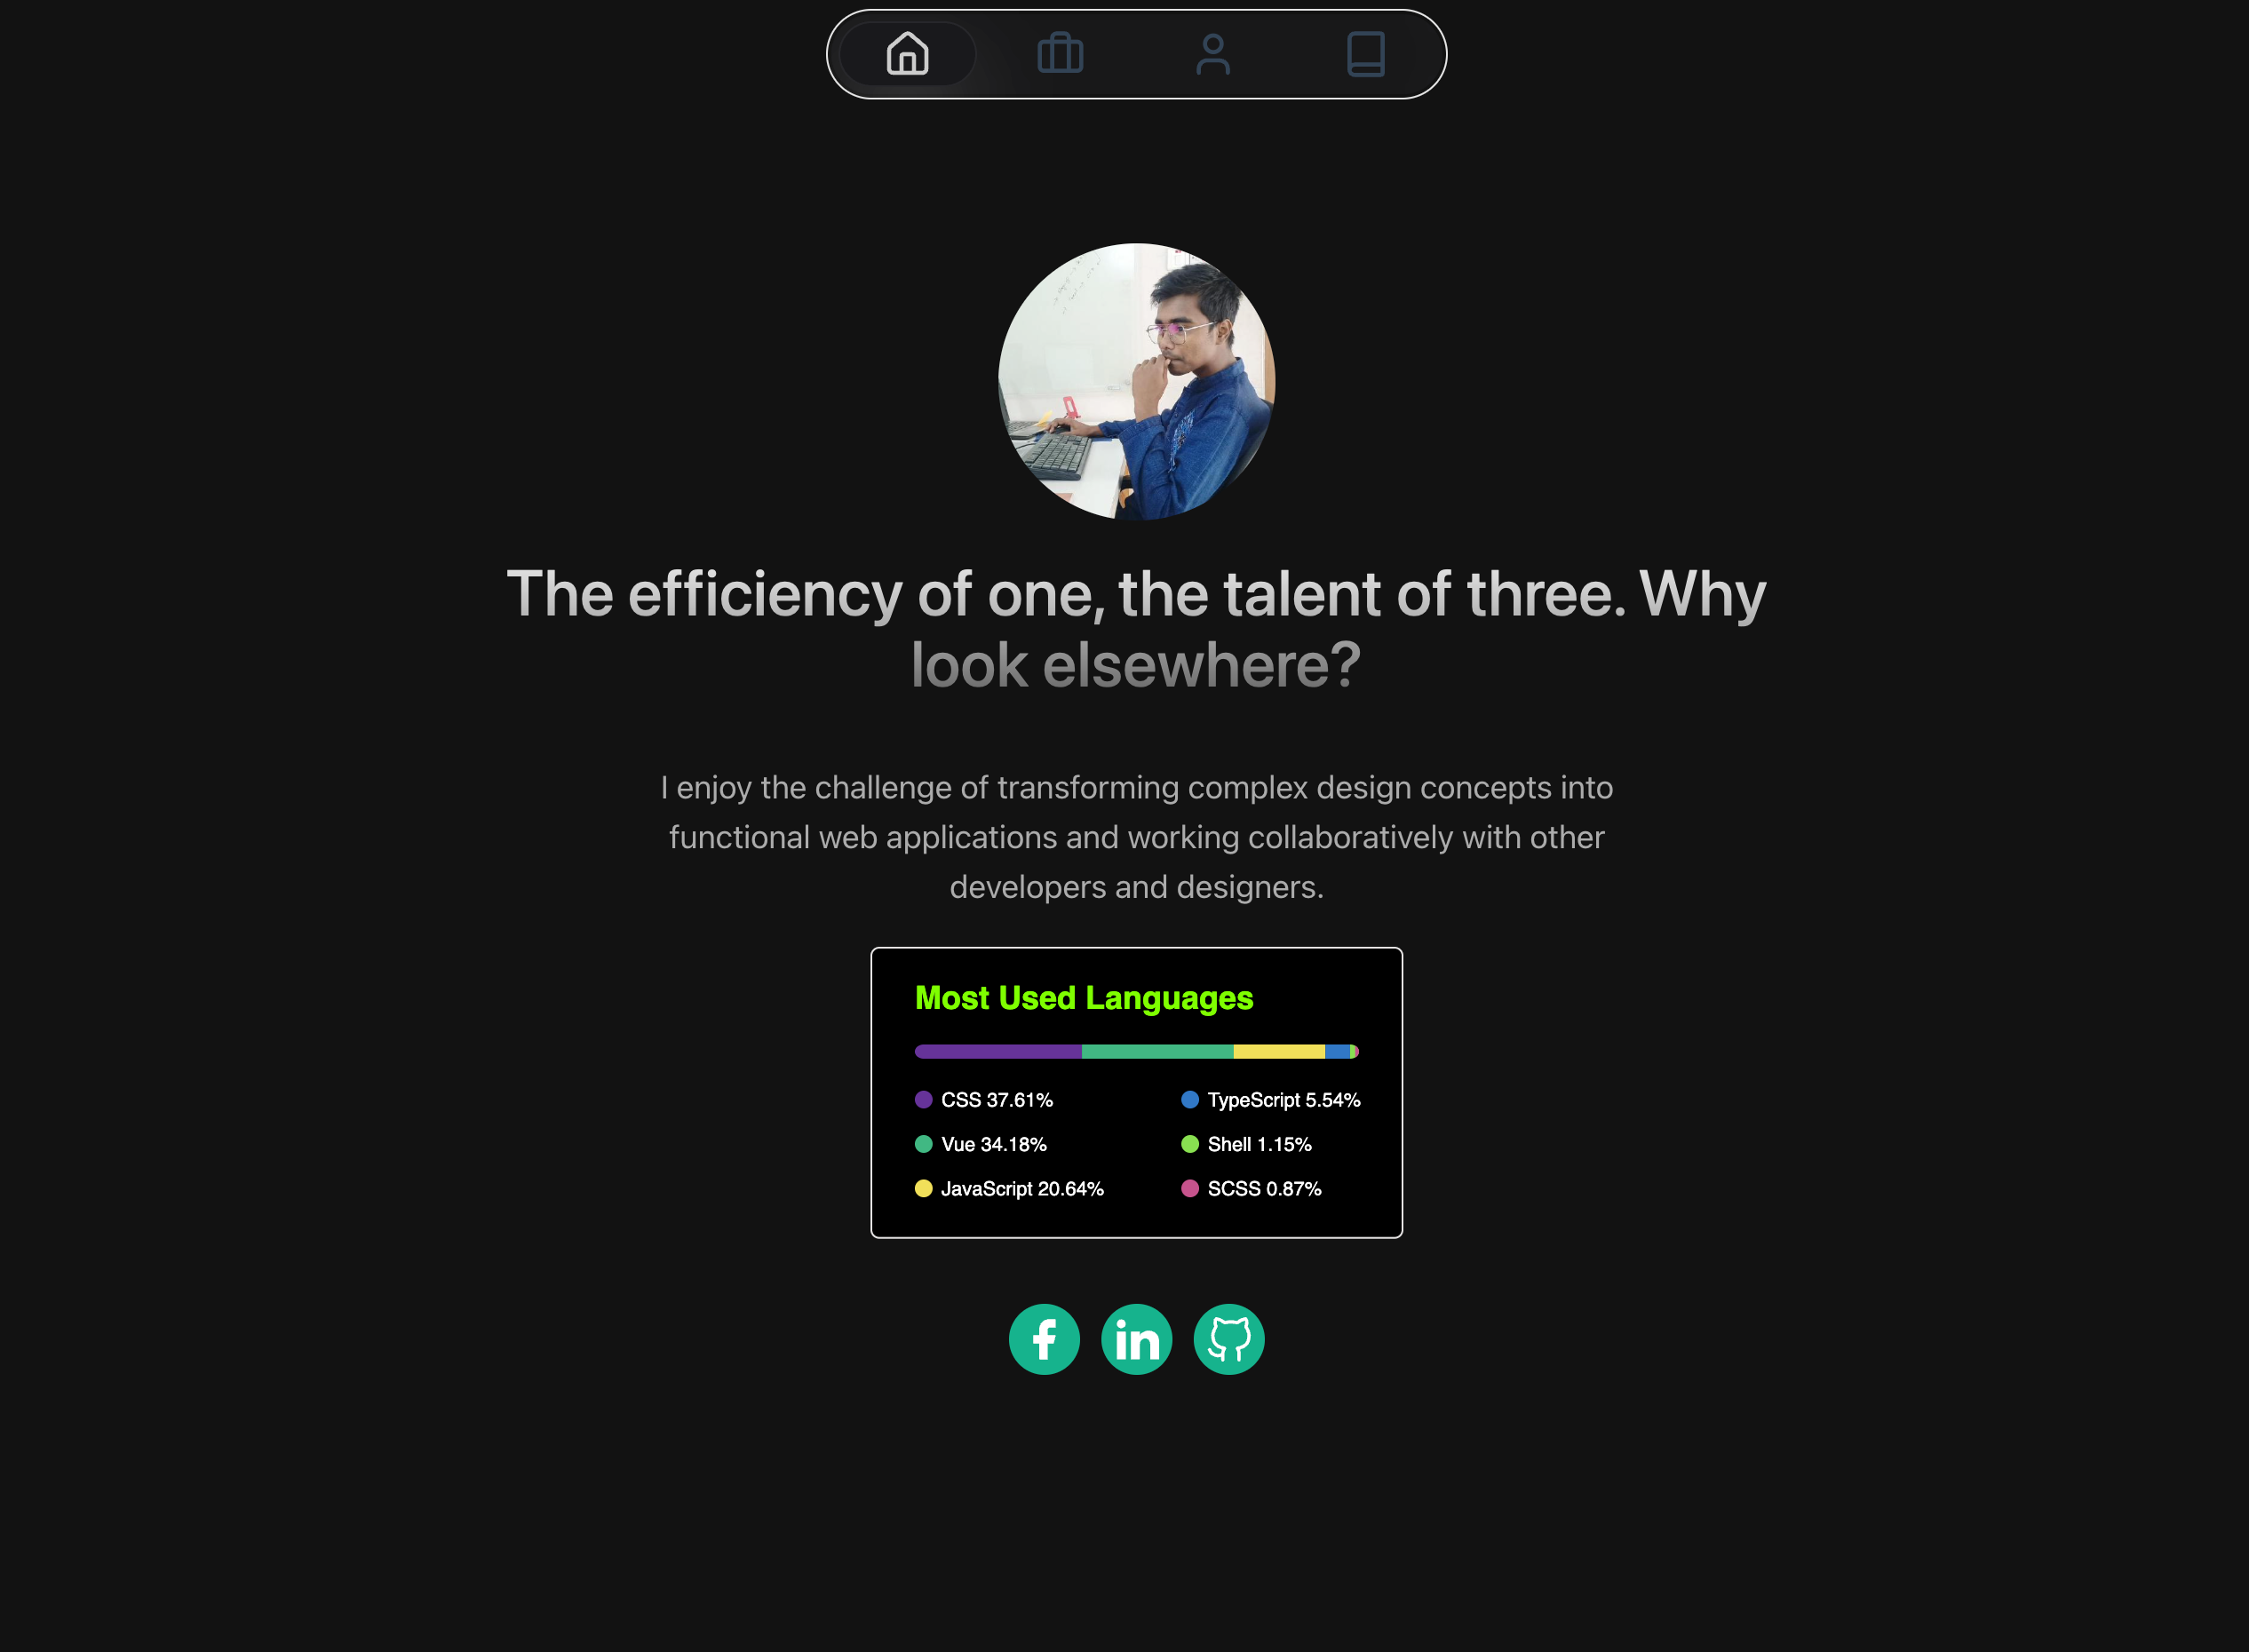 The efficiency of one, the talent of three. Why
look elsewhere?
I enjoy the challenge of transforming complex design concepts into
functional web applications and working collaboratively with other
developers and designers.
Most Used Languages
CSS 37.61%
Vue 34.18%
JavaScript 20.64%
TypeScript 5.54%
Shell 1.15%
SCSS 0.87%